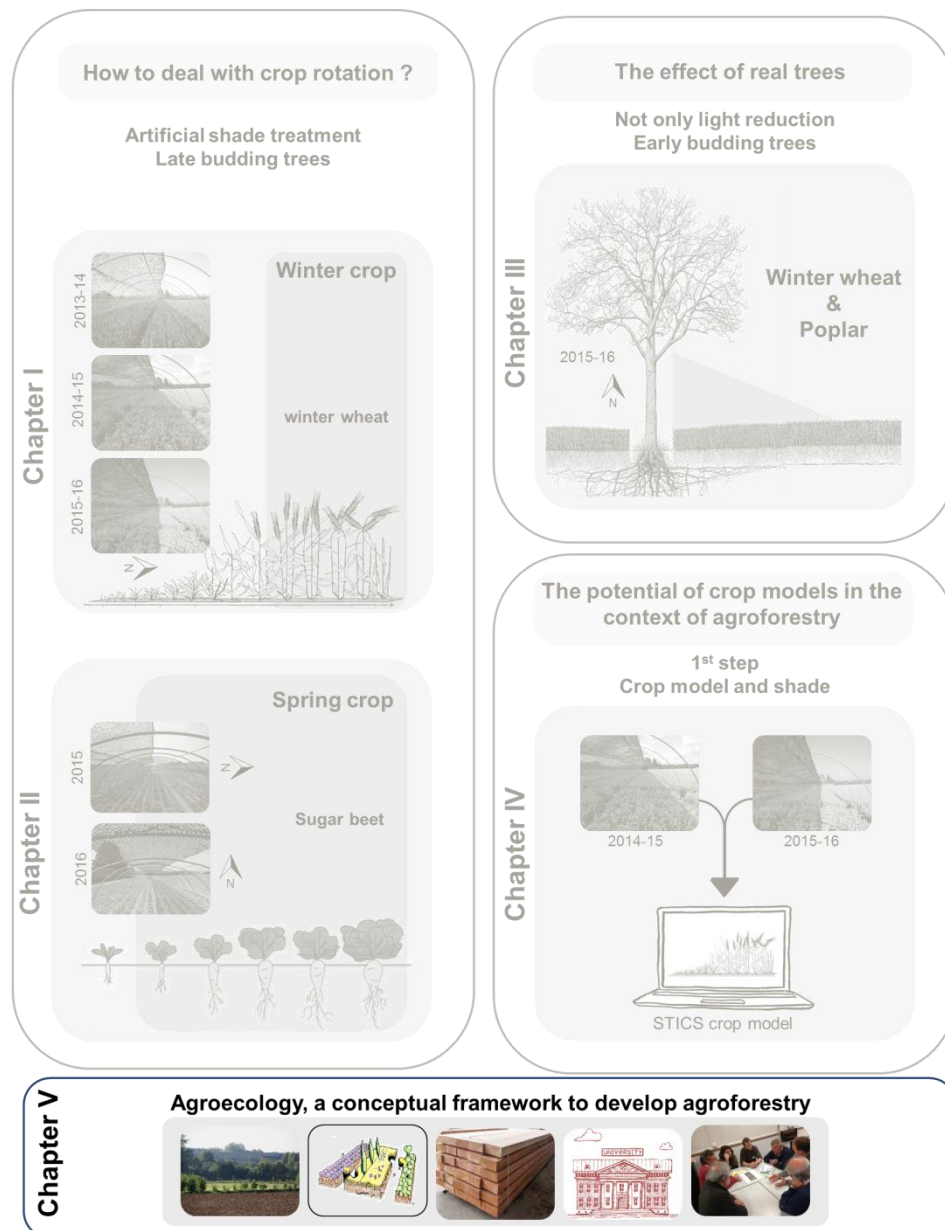 How to deal with crop rotation ?
Artificial shade treatment
Late budding trees
Chapter I
Winter crop
2013-14
2014-15
winter wheat
2015-16
N
Chapter II
Spring crop
2015
N
Sugar beet
2016
N
The effect of real trees
Not only light reduction
Early budding trees
Chapter III
Winter wheat
&
Poplar
2015-16
N
The potential of crop models in the
context of agroforestry
1st step
Crop model and shade
Chapter IV
2014-15
2015-16
STICS crop model
Chapter V
Agroecology, a conceptual framework to develop agroforestry
UNIVERSITY